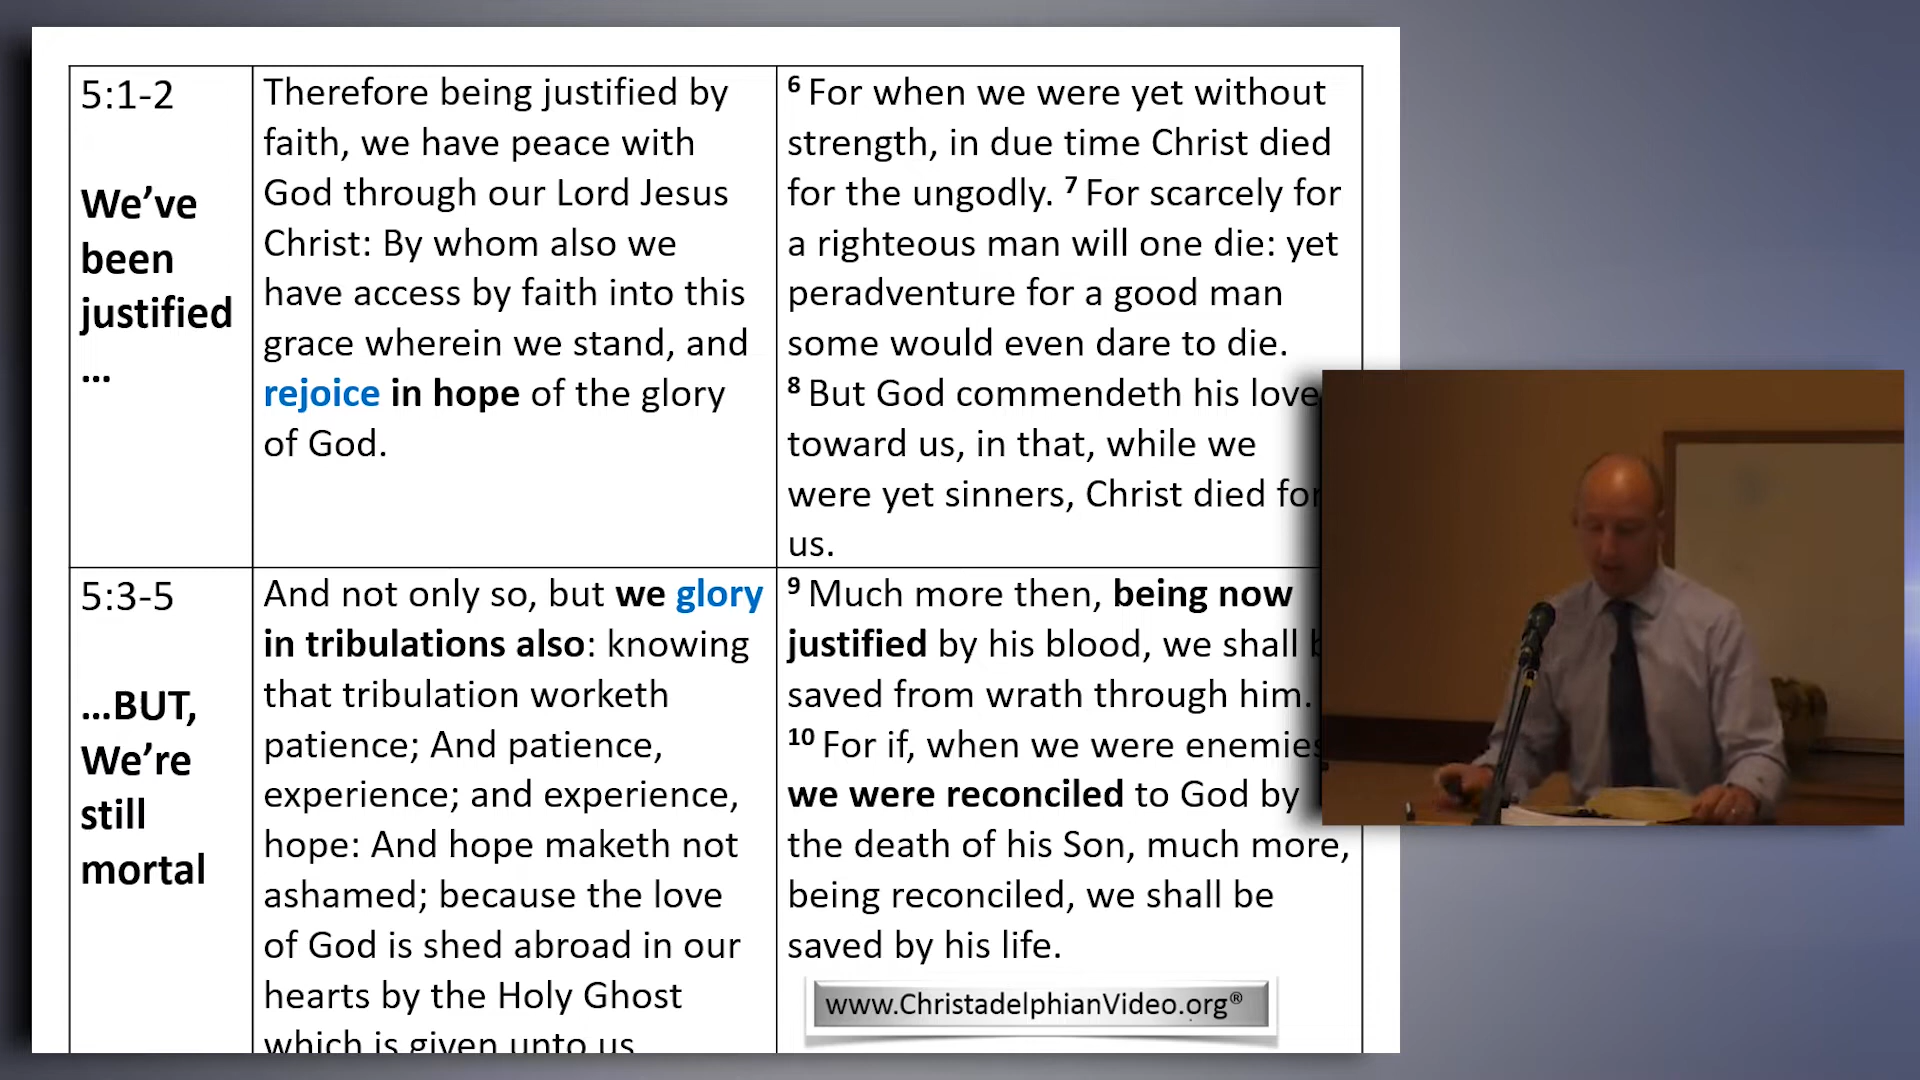 5:1-2
We’ve
been
justified
…
Therefore being justified by
faith, we have peace with
God through our Lord Jesus
Christ: By whom also we
have access by faith into this
grace wherein we stand, and
rejoice in hope of the glory
of God.
6 For when we were yet without
strength, in due time Christ died
for the ungodly. 7 For scarcely for
a righteous man will one die: yet
peradventure for a good man
some would even dare to die.
8 But God commendeth his love
toward us, in that, while we
were yet sinners, Christ died for
us.
5:3-5
…BUT,
We’re
still
mortal
And not only so, but we glory
in tribulations also: knowing
that tribulation worketh
patience; And patience,
experience; and experience,
hope: And hope maketh not
ashamed; because the love
of God is shed abroad in our
hearts by the Holy Ghost
which is given unto us
9 Much more then, being now
justified by his blood, we shall
saved from wrath through him.
10 For if, when we were enemies
we were reconciled to God by
the death of his Son, much more,
being reconciled, we shall be
saved by his life.
www.ChristadelphianVideo.org®